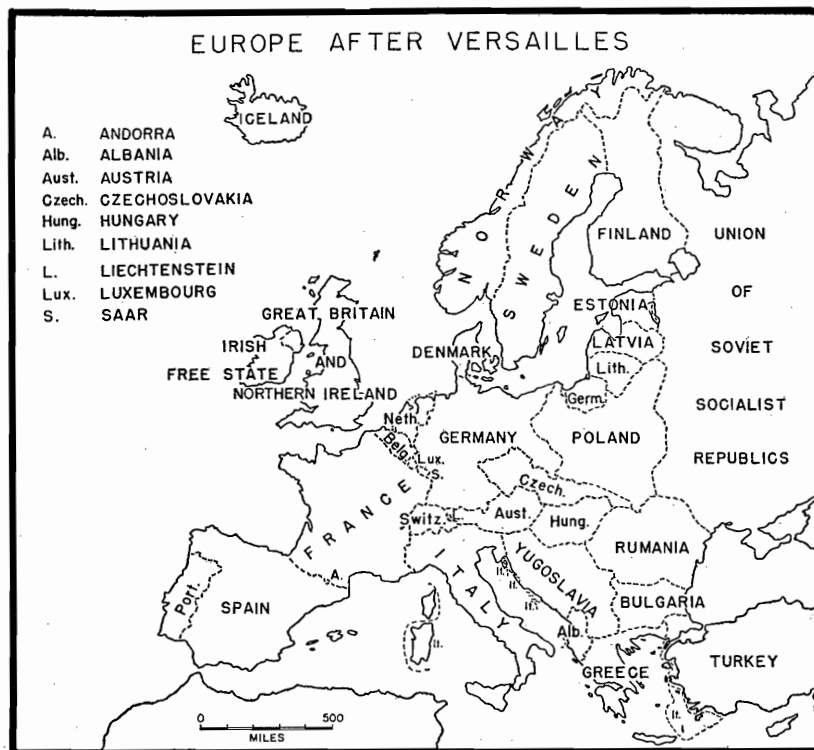 EUROPE AFTER VERSAILLES
ICELAND
A. ANDORRA
Alb. ALBANIA
Aust. AUSTRIA
Czech. CZECHOSLOVAKIA
Hung. HUNGARY
Lith. LITHUANIA
L. LIECHTENSTEIN
Lux. LUXEMBOURG
S. SAAR
NORWAY
SWEDEN
FINLAND
UNION
OF
SOVIET
SOCIALIST
REPUBLICS
ESTONIA
LATVIA
Lith.
Germ.
GREAT BRITAIN
AND
NORTHERN IRELAND
IRISH
FREE STATE
DENMARK
Neth.
Belg.
Lux.
S.
GERMANY
POLAND
Czech.
FRANCE
Switz.
L.
Aust.
Hung.
RUMANIA
ITALY
YUGOSLAVIA
It.
It.
It.
BULGARIA
A.
Port.
SPAIN
It.
Alb.
GREECE
TURKEY
It.
0 500
MILES